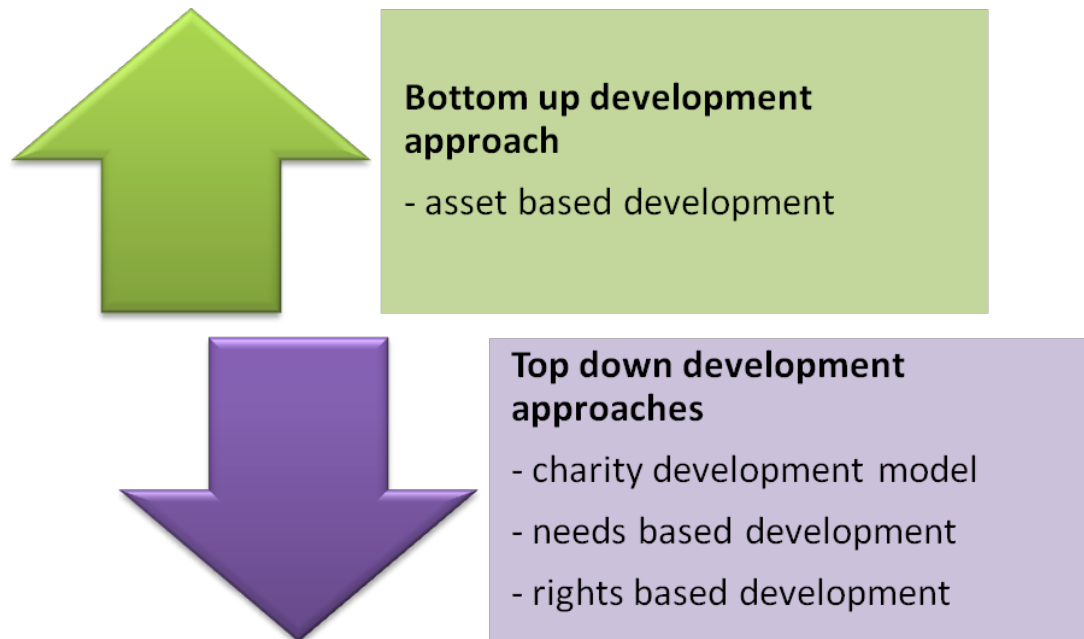 Bottom up development
approach
- asset based development
Top down development
approaches
- charity development model
- needs based development
- rights based development